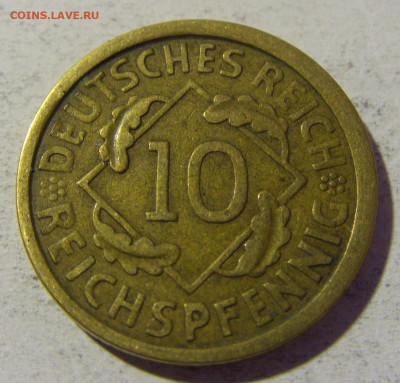 COINS.LAVE.RU
DEUTSCHES REICH
10
REICHSPFENNIG